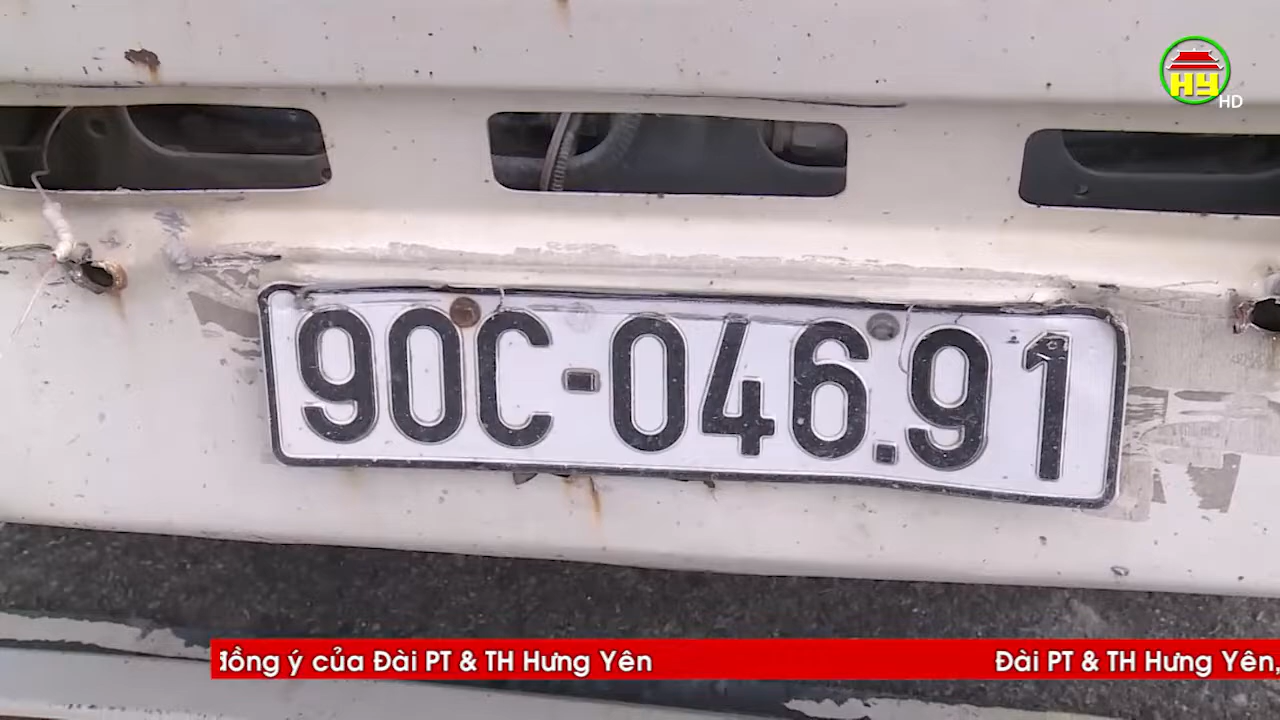 HY
HD
90C-046.91
đồng ý của Đài PT & TH Hưng Yên
Đài PT & TH Hưng Yên,